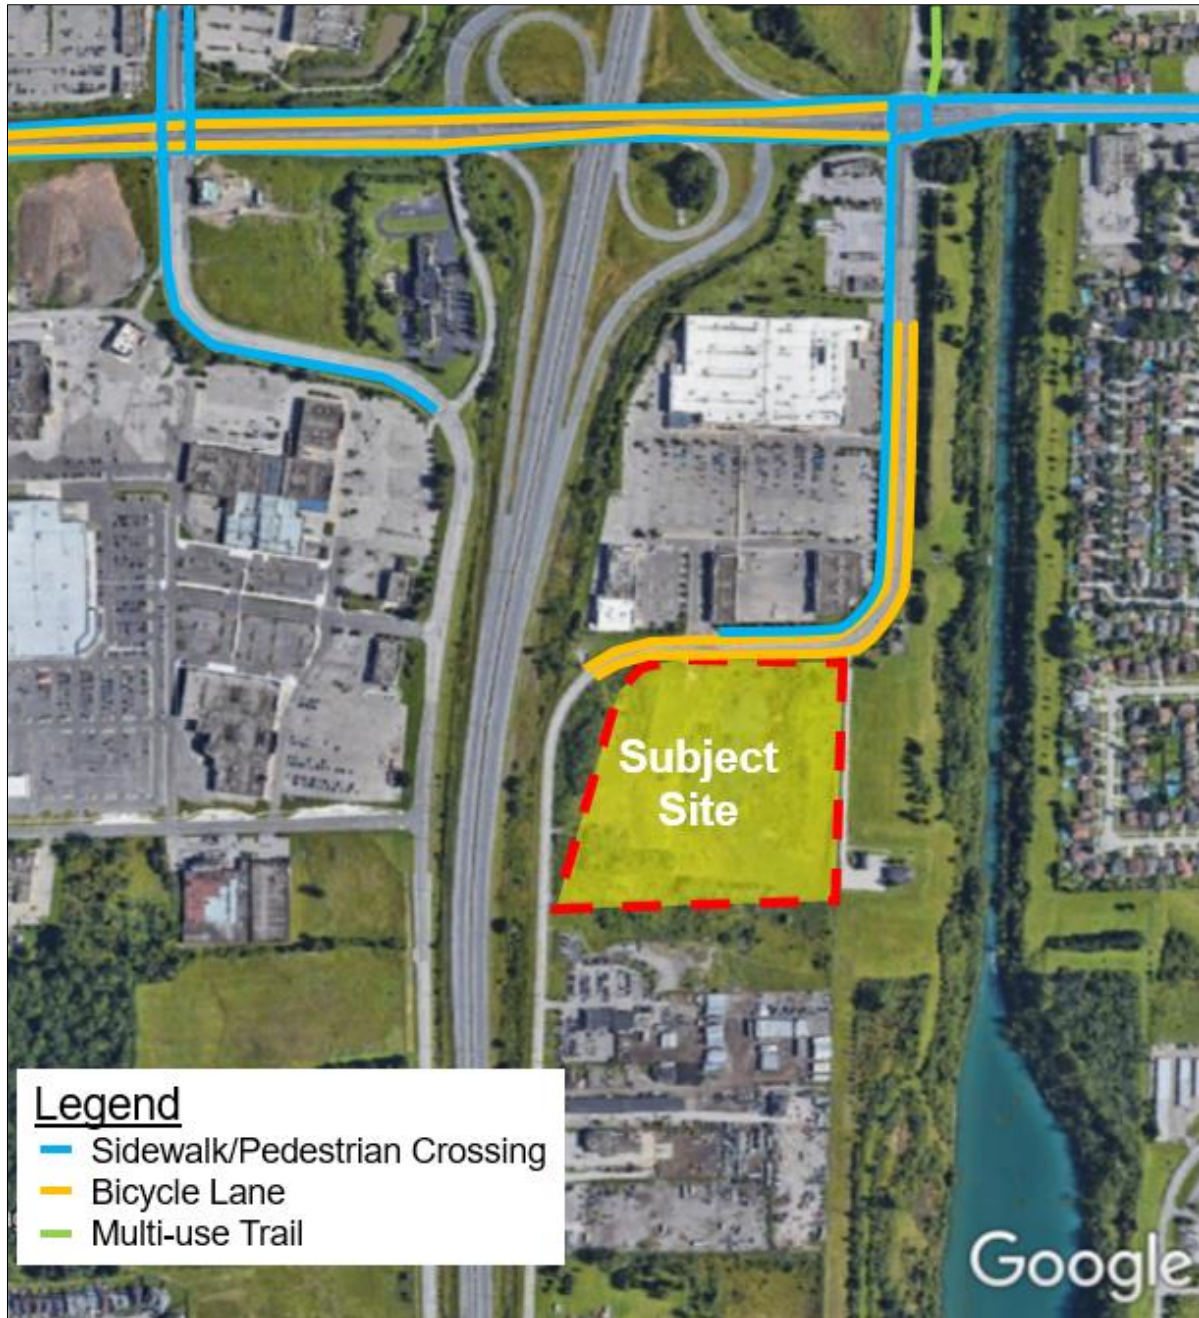 Subject
Site
Legend
Sidewalk/Pedestrian Crossing
Bicycle Lane
Multi-use Trail
Google